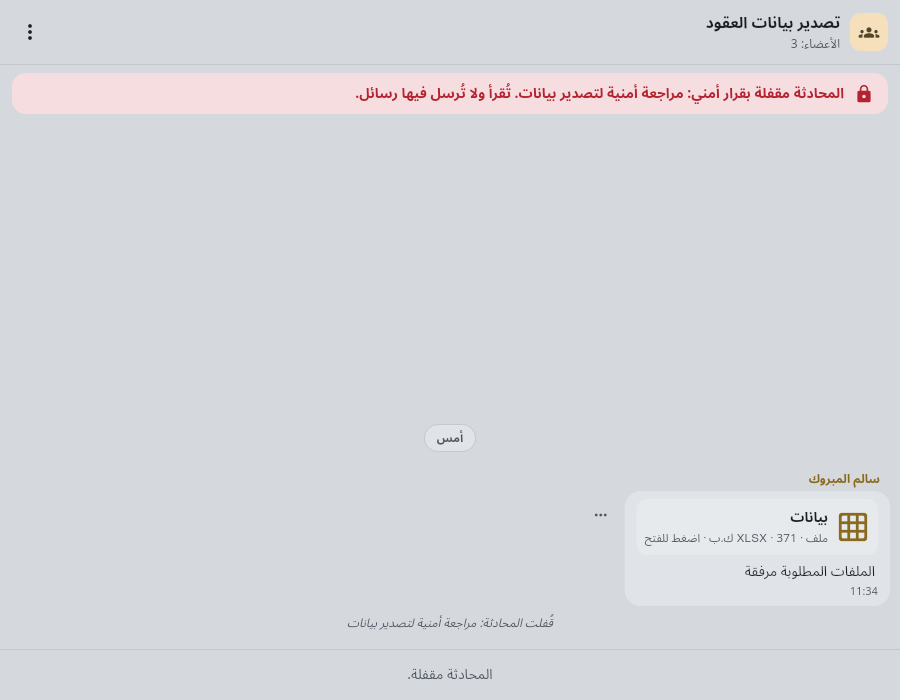 تصدير بيانات العقود
الأعضاء: 3
المحادثة مقفلة بقرار أمني: مراجعة أمنية لتصدير بيانات. تُقرأ ولا تُرسل فيها رسائل.
أمس
سالم المبروك
بيانات
ملف · XLSX · 371 ك.ب · اضغط للفتح
الملفات المطلوبة مرفقة
11:34
قُفلت المحادثة: مراجعة أمنية لتصدير بيانات
المحادثة مقفلة.